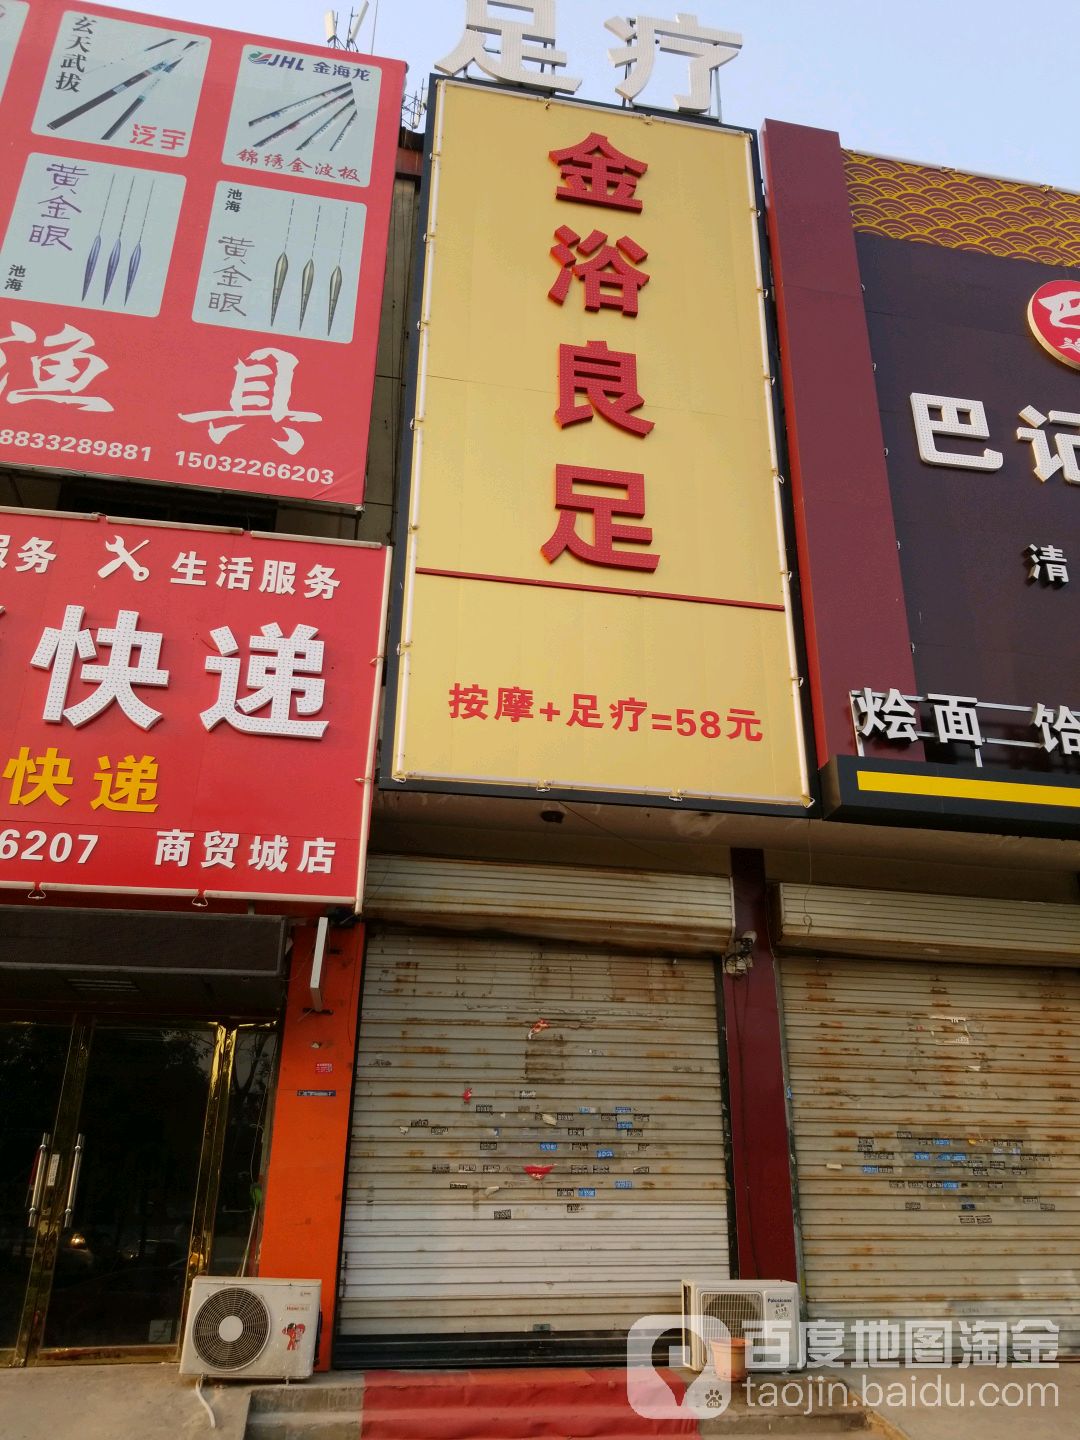 足疗
金浴良足
按摩+足疗=58元
玄天武拔
泛宇
JHL 金海龙
锦绣金波极
黄金眼
池海
池海
黄金眼
渔具
8833289881 15032266203
服务 生活服务
快递
快递
6207 商贸城店
巴记
清
烩面
百度地图淘金
taojin.baidu.com